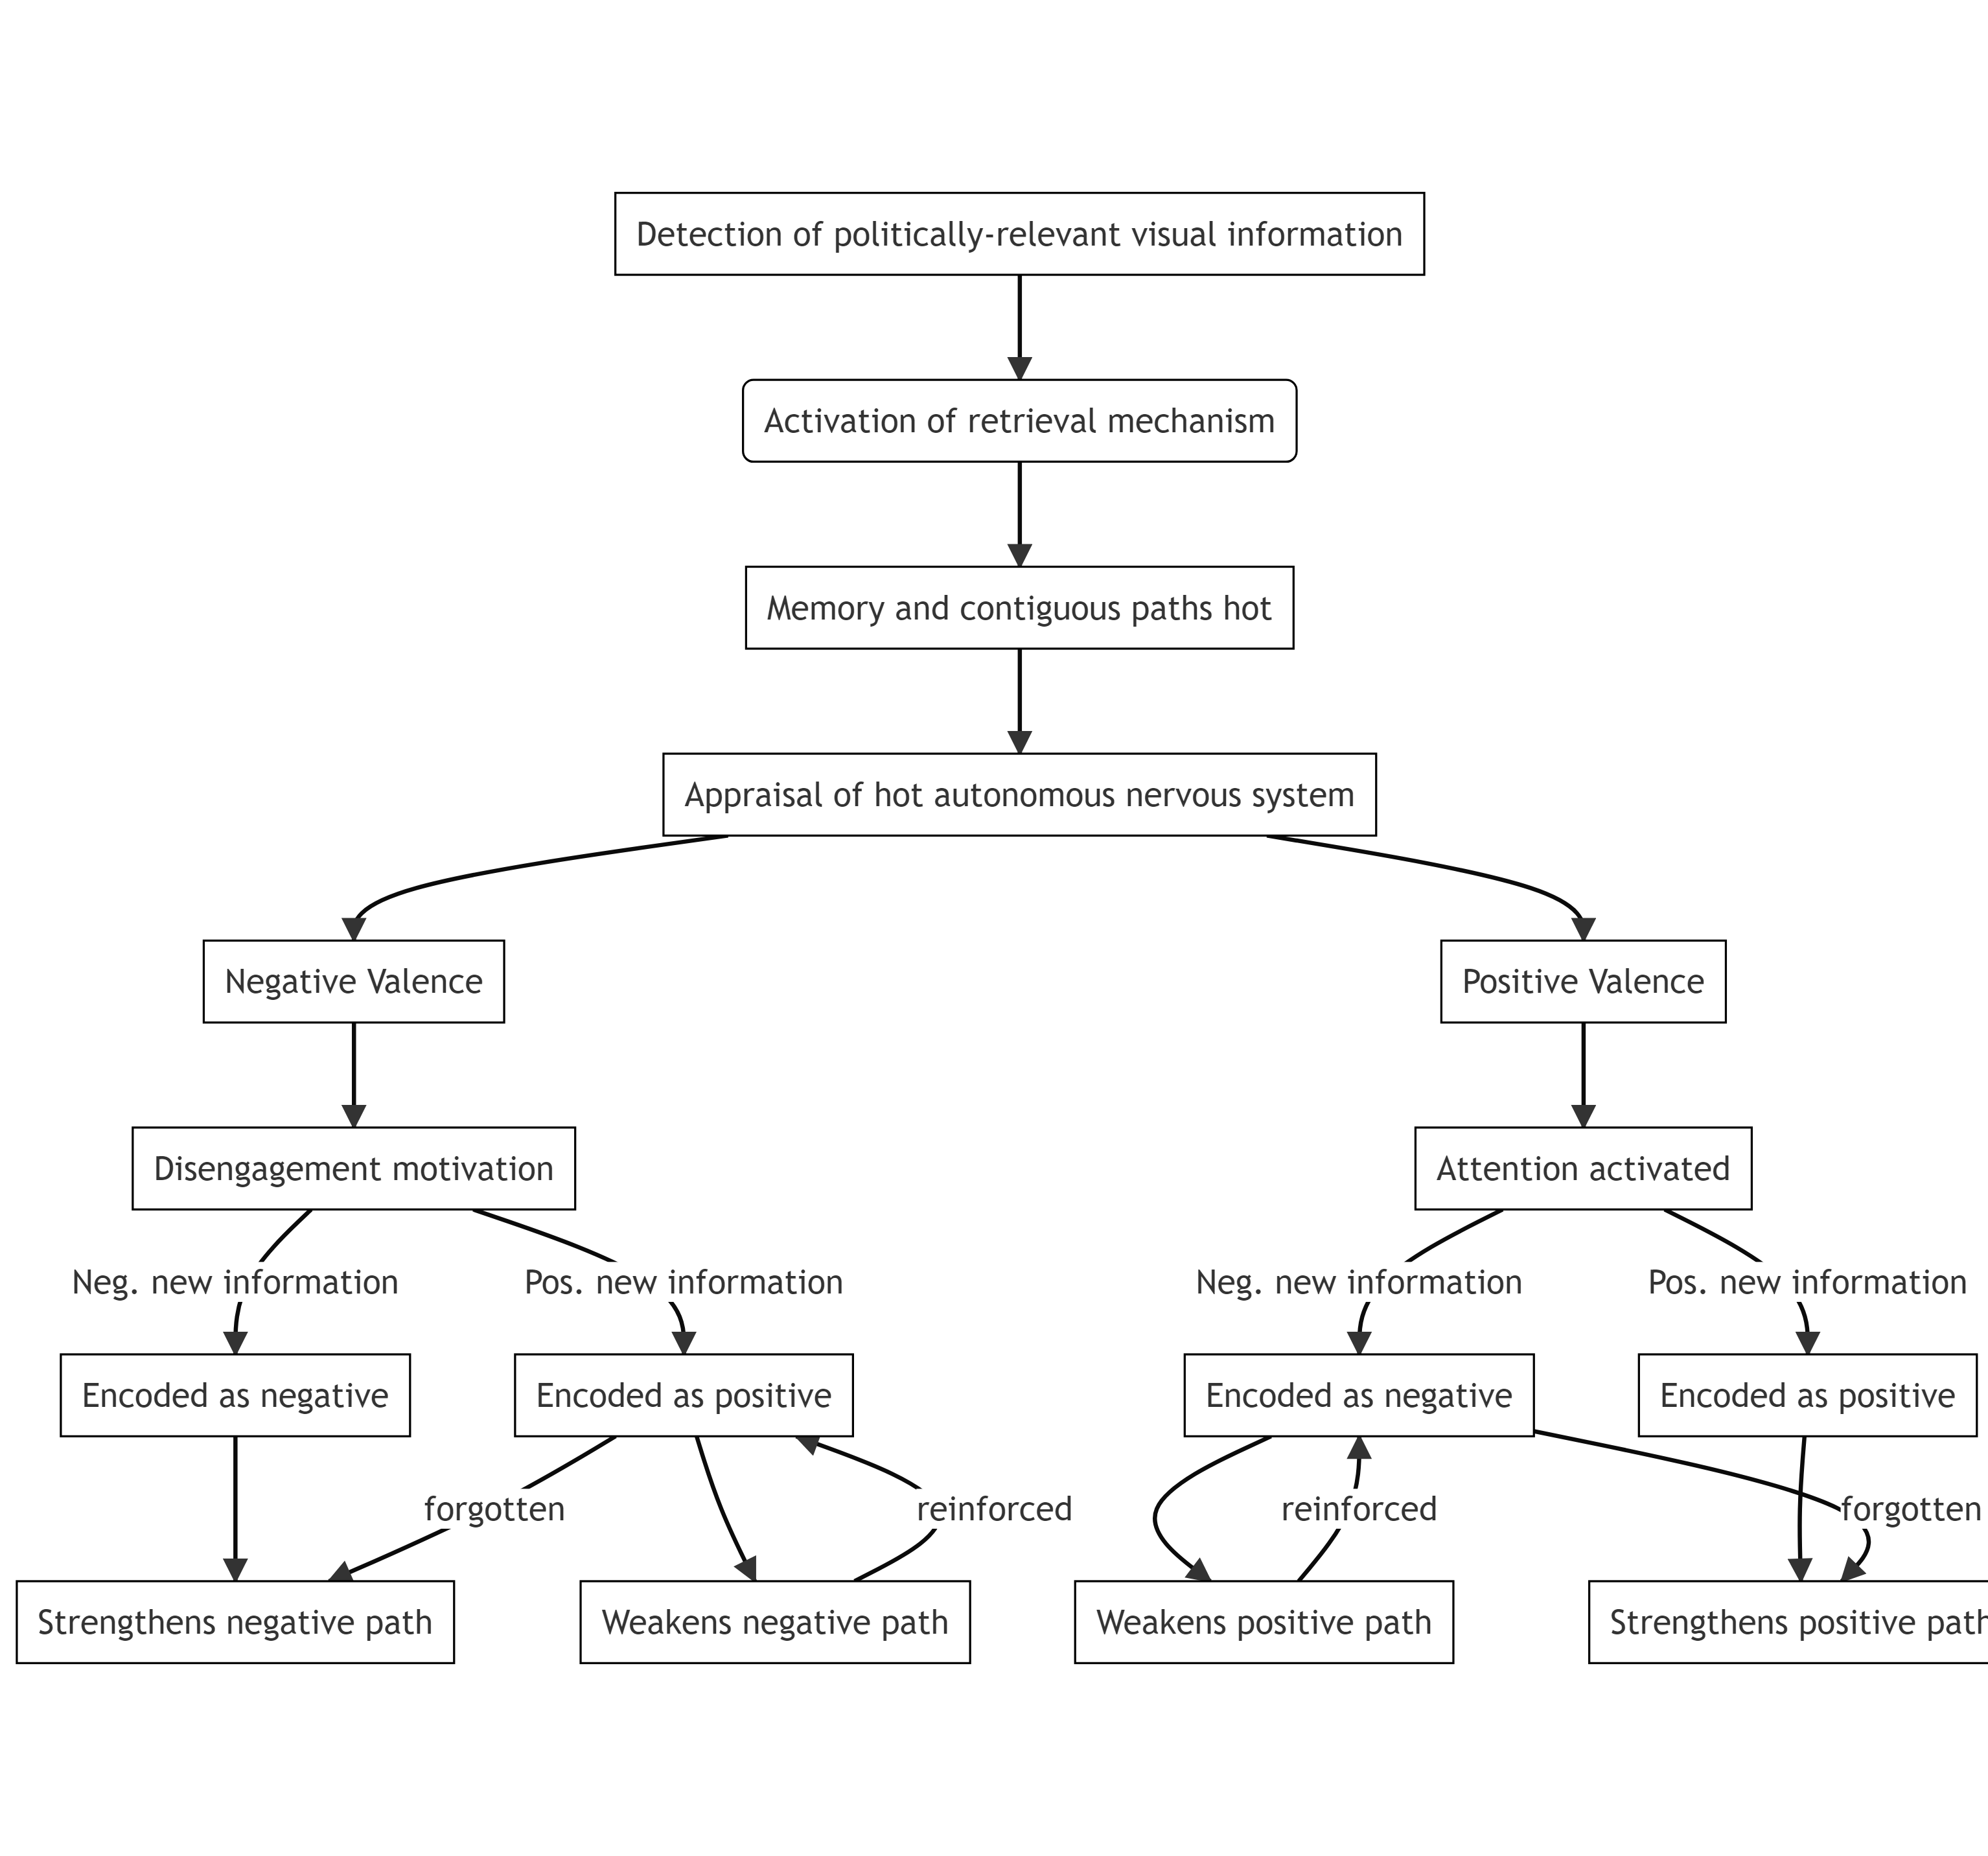 Detection of politically-relevant visual information
Activation of retrieval mechanism
Memory and contiguous paths hot
Appraisal of hot autonomous nervous system
Negative Valence
Positive Valence
Disengagement motivation
Attention activated
Neg. new information
Pos. new information
Neg. new information
Pos. new information
Encoded as negative
Encoded as positive
Encoded as negative
Encoded as positive
forgotten
reinforced
reinforced
forgotten
Strengthens negative path
Weakens negative path
Weakens positive path
Strengthens positive path